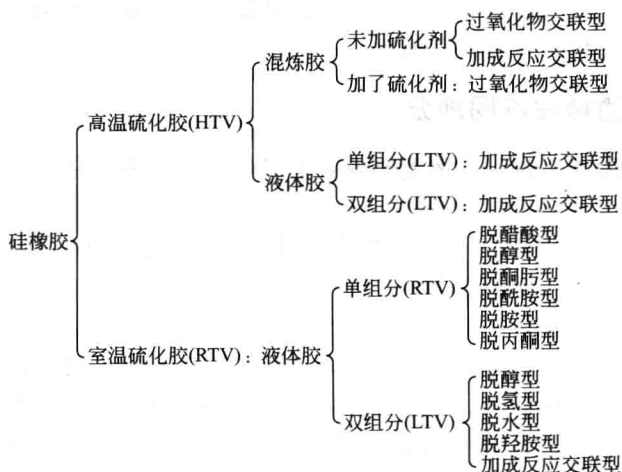 硅橡胶
高温硫化胶(HTV)
混炼胶
未加硫化剂
过氧化物交联型
加成反应交联型
加了硫化剂：过氧化物交联型
液体胶
单组分(LTV)：加成反应交联型
双组分(LTV)：加成反应交联型
室温硫化胶(RTV)：液体胶
单组分(RTV)
脱醋酸型
脱醇型
脱酮肟型
脱酰胺型
脱胺型
脱丙酮型
双组分(LTV)
脱醇型
脱氢型
脱水型
脱羟胺型
加成反应交联型